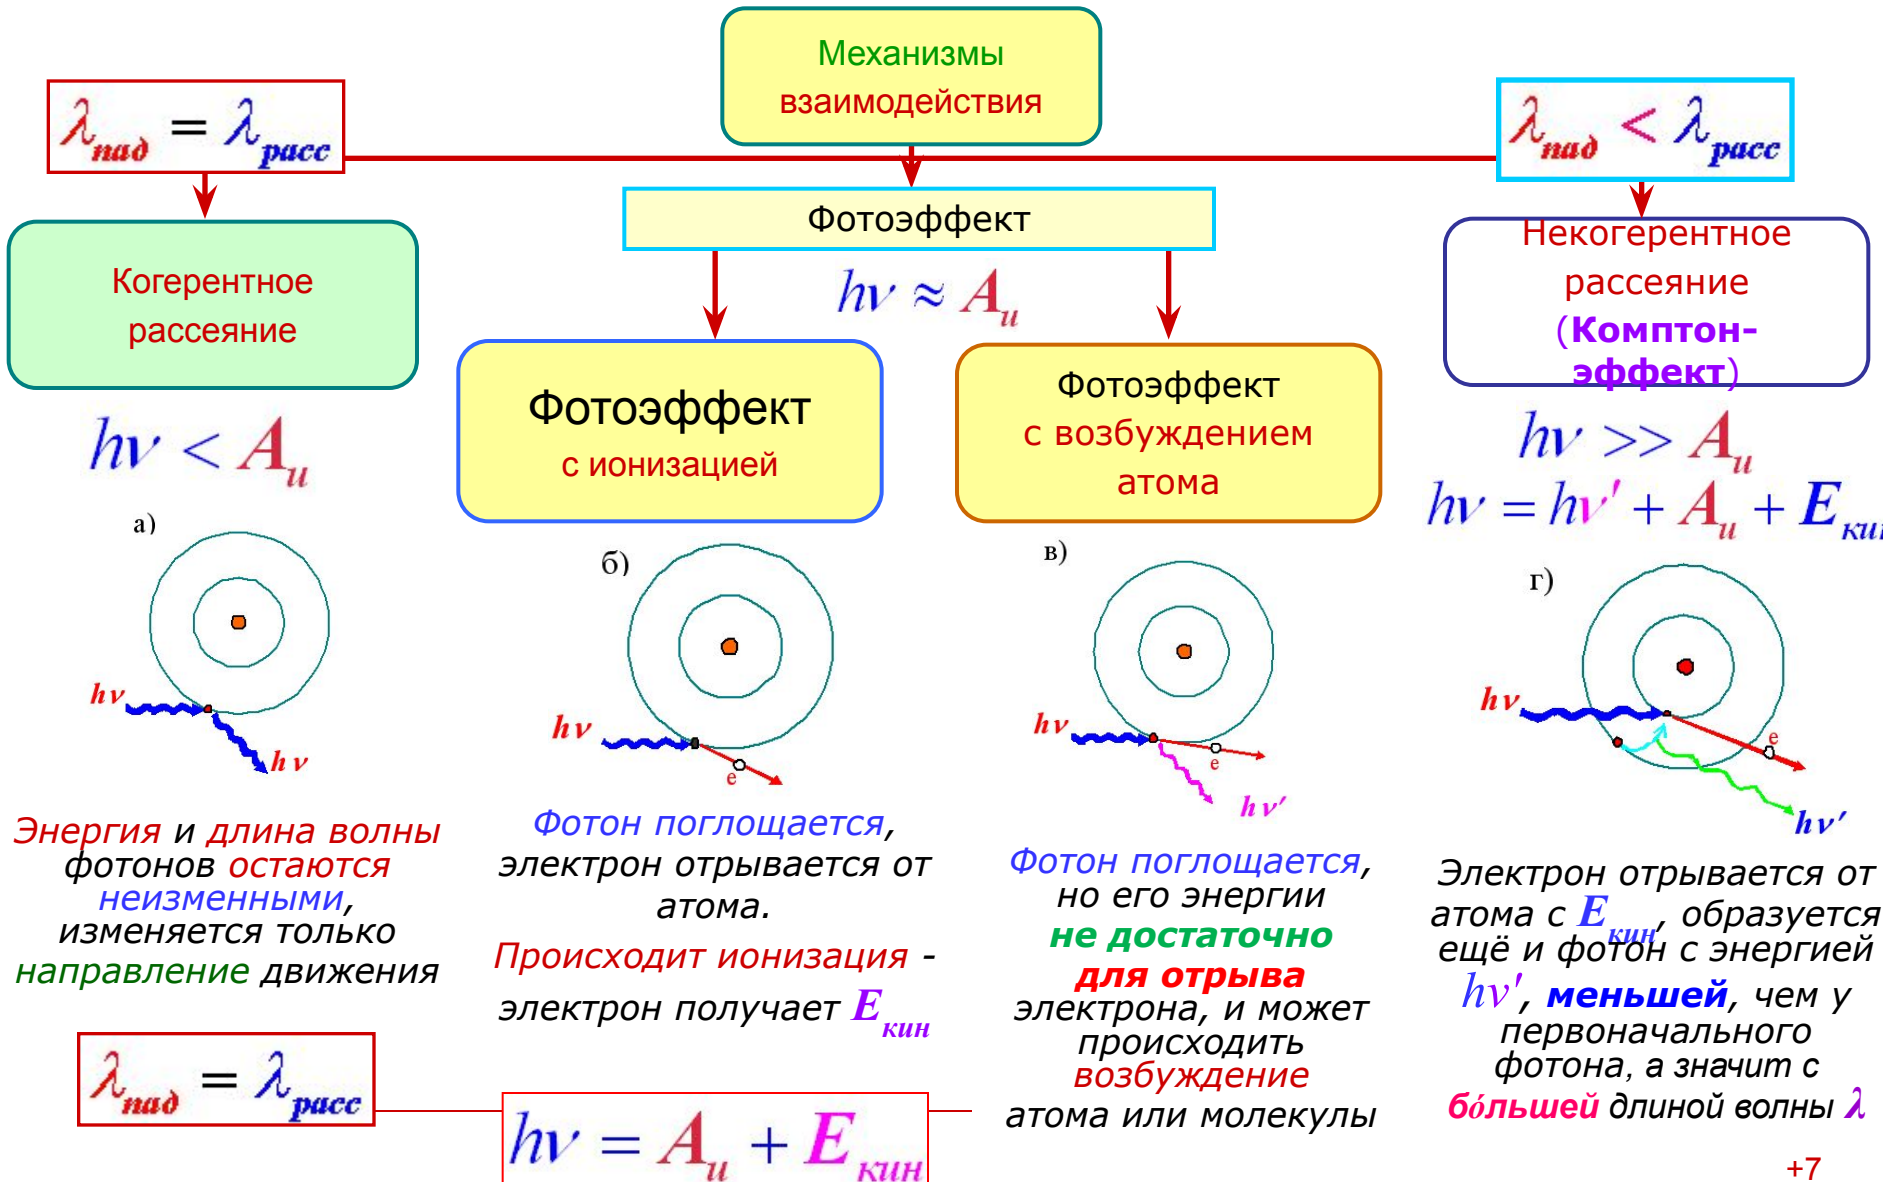 Механизмы
взаимодействия
λпад = λрасс
λпад < λрасс
Фотоэффект
hν ≈ Aи
Когерентное
рассеяние
hν < Aи
Фотоэффект
с ионизацией
Фотоэффект
с возбуждением
атома
Некогерентное
рассеяние
(Комптон-
эффект)
hν >> Aи
hν = hν' + Aи + Eкин
а)
hν
hν
б)
hν
e
в)
hν
e
hν'
г)
hν
e
hν'
Энергия и длина волны
фотонов остаются
неизменными,
изменяется только
направление движения
λпад = λрасс
Фотон поглощается,
электрон отрывается от
атома.
Происходит ионизация -
электрон получает Eкин
hν = Aи + Eкин
Фотон поглощается,
но его энергии
не достаточно
для отрыва
электрона, и может
происходить
возбуждение
атома или молекулы
Электрон отрывается от
атома с Eкин, образуется
ещё и фотон с энергией
hν', меньшей, чем у
первоначального
фотона, а значит с
бо́льшей длиной волны λ
+7